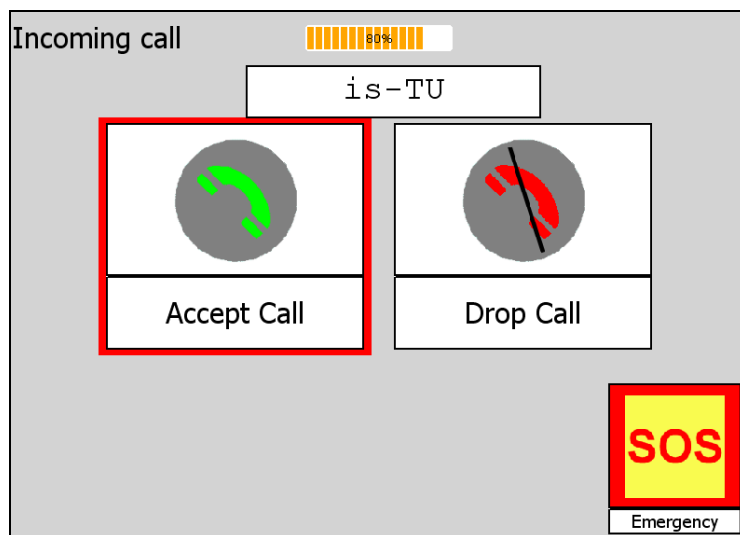 Incoming call
80%
is-TU
Accept Call
Drop Call
SOS
Emergency